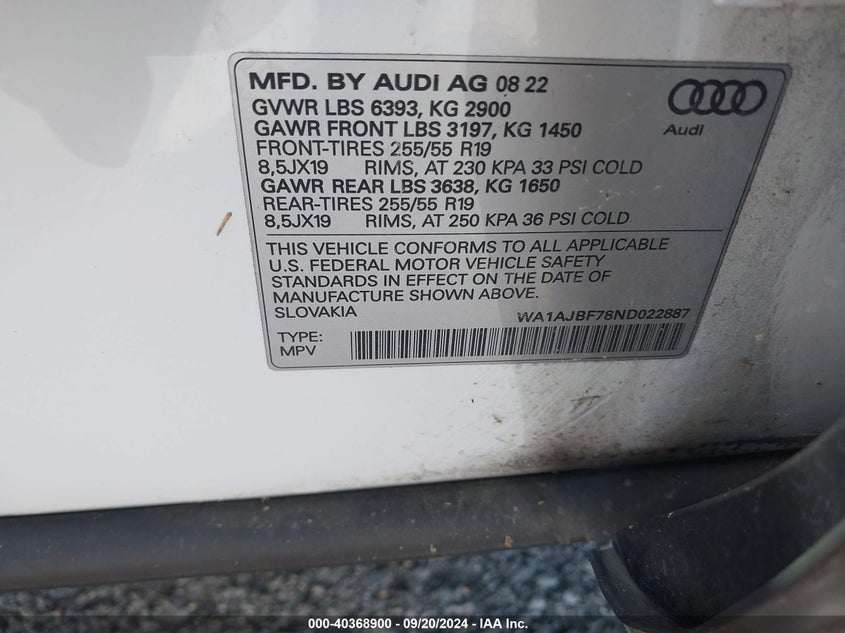 MFD. BY AUDI AG 08 22
GVWR LBS 6393, KG 2900
GAWR FRONT LBS 3197, KG 1450
FRONT-TIRES 255/55 R19
8,5JX19 RIMS, AT 230 KPA 33 PSI COLD
GAWR REAR LBS 3638, KG 1650
REAR-TIRES 255/55 R19
8,5JX19 RIMS, AT 250 KPA 36 PSI COLD
Audi
THIS VEHICLE CONFORMS TO ALL APPLICABLE
U.S. FEDERAL MOTOR VEHICLE SAFETY
STANDARDS IN EFFECT ON THE DATE OF
MANUFACTURE SHOWN ABOVE.
SLOVAKIA WA1AJBF78ND022887
TYPE:
MPV
000-40368900 - 09/20/2024 - IAA Inc.